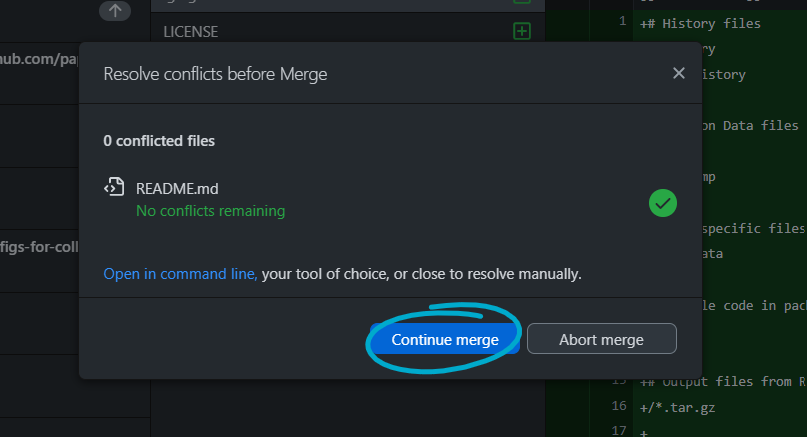 LICENSE
1 +# History files
ry
istory
on Data files
mp
specific files
ata
le code in pac
15 +# Output files from R
16 +/*.tar.gz
17 +
hub.com/pap
figs-for-coll
Resolve conflicts before Merge
0 conflicted files
README.md
No conflicts remaining
Open in command line, your tool of choice, or close to resolve manually.
Continue merge Abort merge